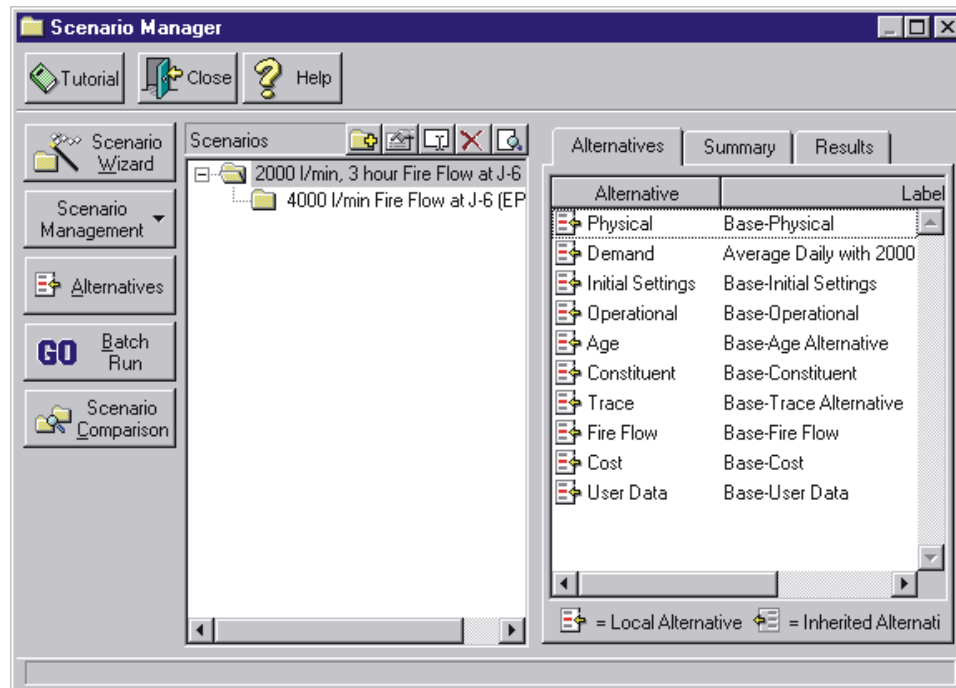 Scenario Manager
Tutorial Close Help
Scenario Wizard
Scenario Management
Alternatives
GO Batch Run
Scenario Comparison
Scenarios
2000 l/min, 3 hour Fire Flow at J-6
4000 l/min Fire Flow at J-6 (EP
Alternatives Summary Results
Alternative Label
Physical Base-Physical
Demand Average Daily with 2000
Initial Settings Base-Initial Settings
Operational Base-Operational
Age Base-Age Alternative
Constituent Base-Constituent
Trace Base-Trace Alternative
Fire Flow Base-Fire Flow
Cost Base-Cost
User Data Base-User Data
= Local Alternative = Inherited Alternati